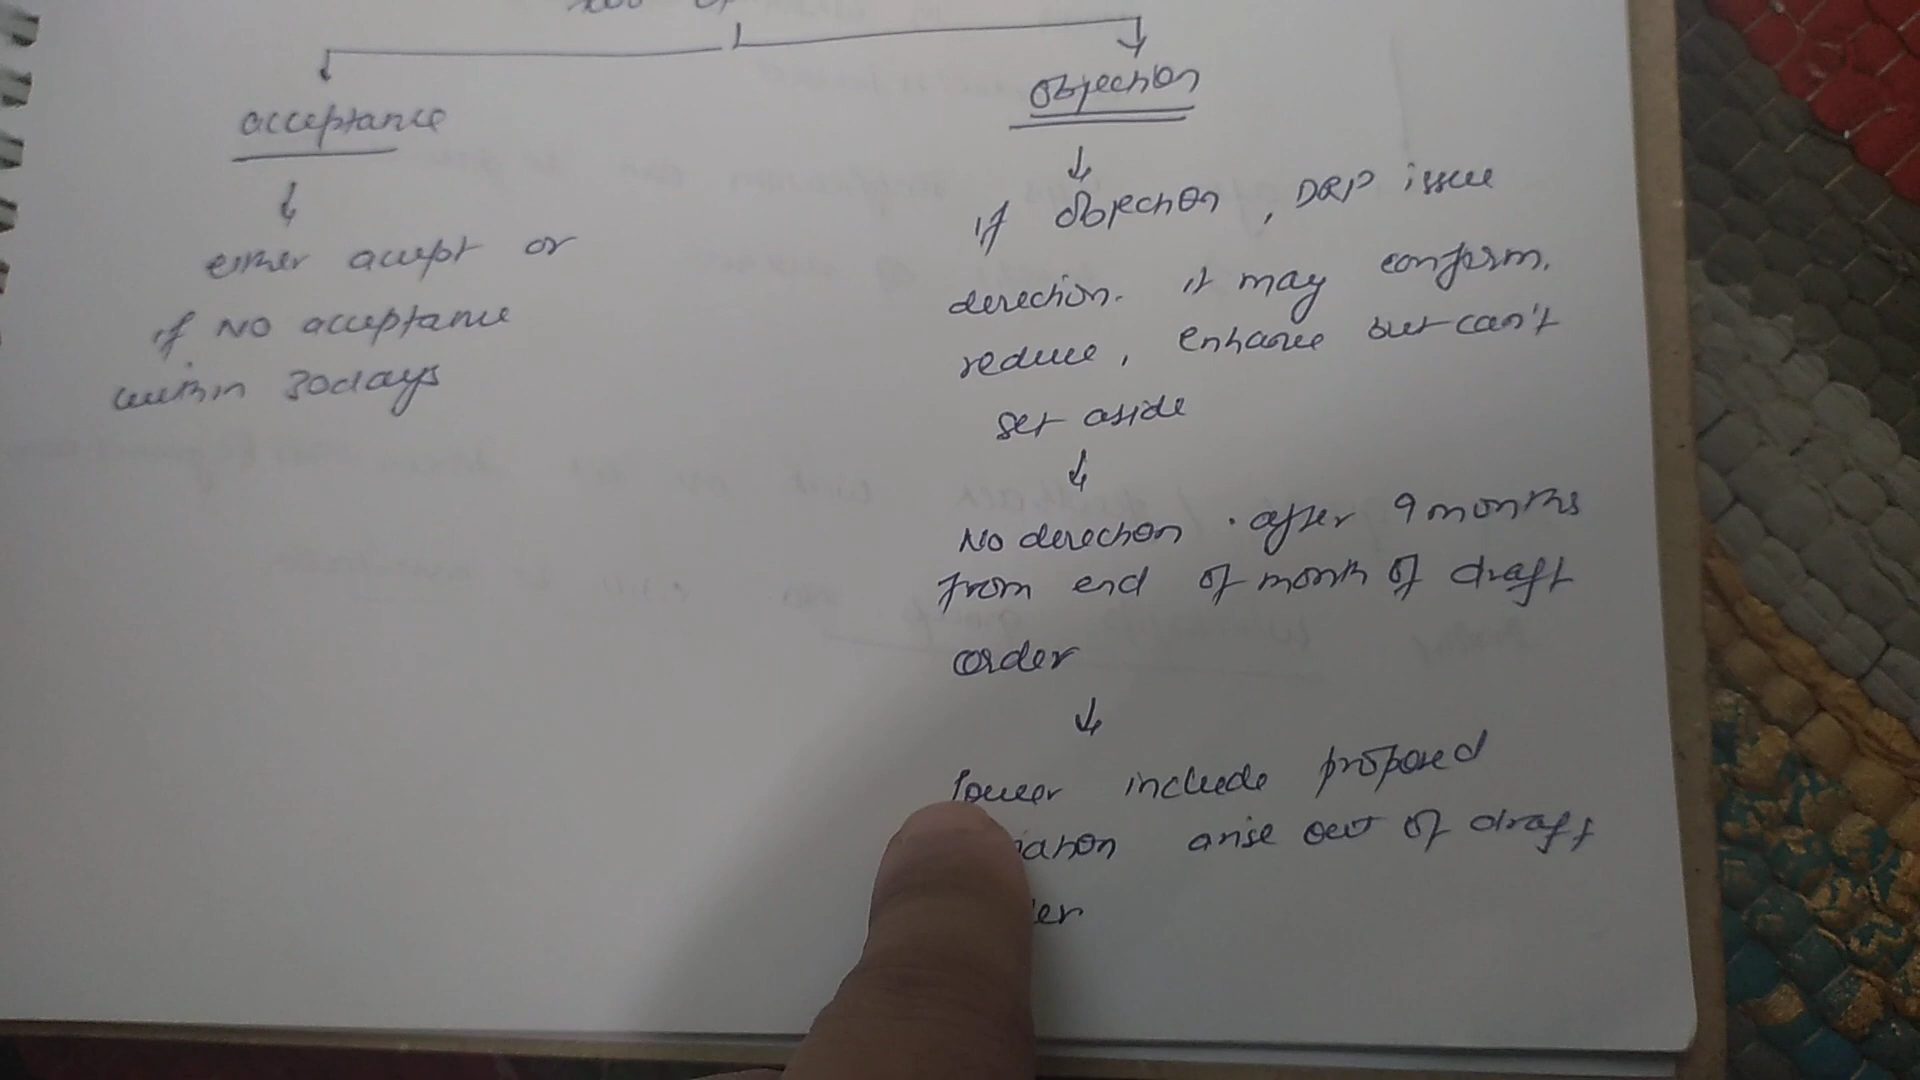 acceptance
either accept or
if No acceptance
within 30days
Objection
if objection, DRP issue
derection. it may conform.
reduce, enhance but can't
set aside
No derection. after 9 months
from end of month of draft
order
Power include proposed
arise out of draft